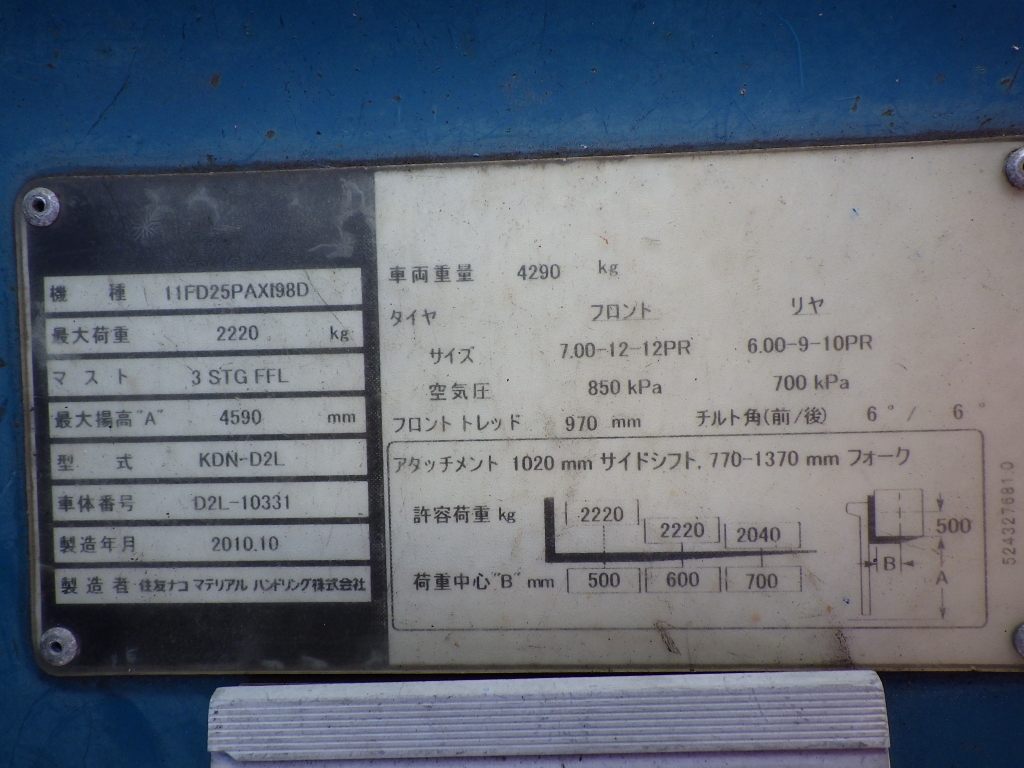 機 種 11FD25PAXI98D
最大荷重 2220 kg
マスト 3 STG FFL
最大揚高"A" 4590 mm
型 式 KDN-D2L
車体番号 D2L-10331
製造年月 2010.10
製造者 住友ナコ マテリアル ハンドリング株式会社
車両重量 4290 kg
タイヤ フロント リヤ
サイズ 7.00-12-12PR 6.00-9-10PR
空気圧 850 kPa 700 kPa
フロント トレッド 970 mm チルト角(前/後) 6° / 6°
アタッチメント 1020 mm サイドシフト, 770-1370 mm フォーク
許容荷重 kg 2220 2220 2040
荷重中心"B" mm 500 600 700
500
B
A
524327681.0